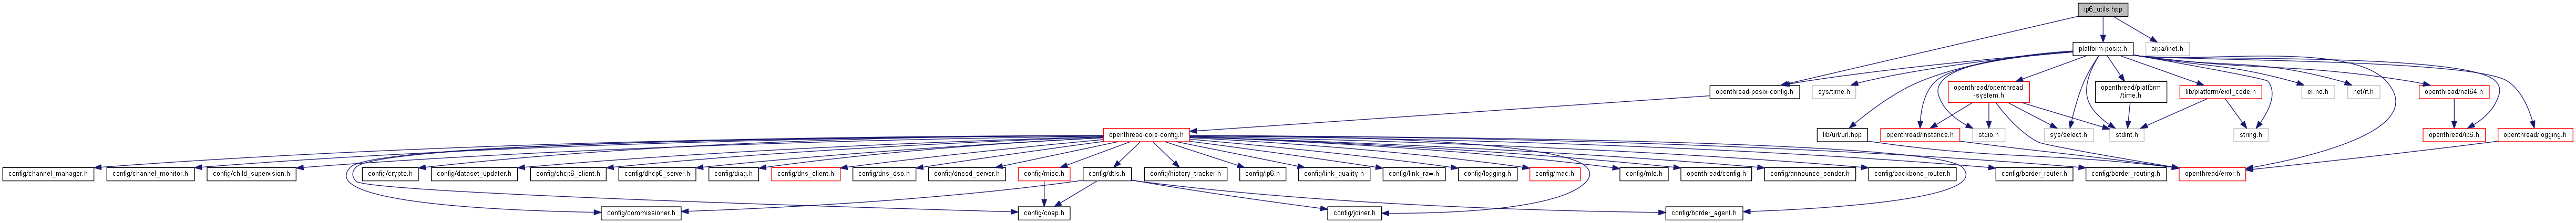 ip6_utils.hpp
platform-posix.h
arpa/inet.h
openthread-posix-config.h
sys/time.h
openthread/openthread
-system.h
openthread/platform
/time.h
lib/platform/exit_code.h
errno.h
net/if.h
openthread/nat64.h
openthread-core-config.h
lib/url/url.hpp
openthread/instance.h
stdio.h
sys/select.h
stdint.h
string.h
openthread/ip6.h
openthread/logging.h
config/channel_manager.h
config/channel_monitor.h
config/child_supervision.h
config/crypto.h
config/dataset_updater.h
config/dhcp6_client.h
config/dhcp6_server.h
config/diag.h
config/dns_client.h
config/dns_dso.h
config/dnssd_server.h
config/misc.h
config/dtls.h
config/history_tracker.h
config/ip6.h
config/link_quality.h
config/link_raw.h
config/logging.h
config/mac.h
config/mle.h
openthread/config.h
config/announce_sender.h
config/backbone_router.h
config/border_router.h
config/border_routing.h
openthread/error.h
config/commissioner.h
config/coap.h
config/joiner.h
config/border_agent.h